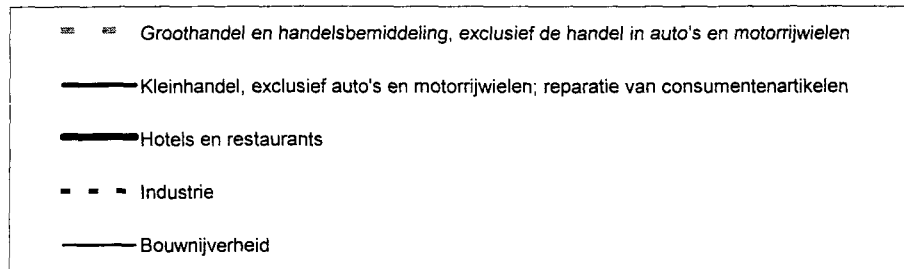 Groothandel en handelsbemiddeling, exclusief de handel in auto's en motorrijwielen
Kleinhandel, exclusief auto's en motorrijwielen; reparatie van consumentenartikelen
Hotels en restaurants
Industrie
Bouwnijverheid